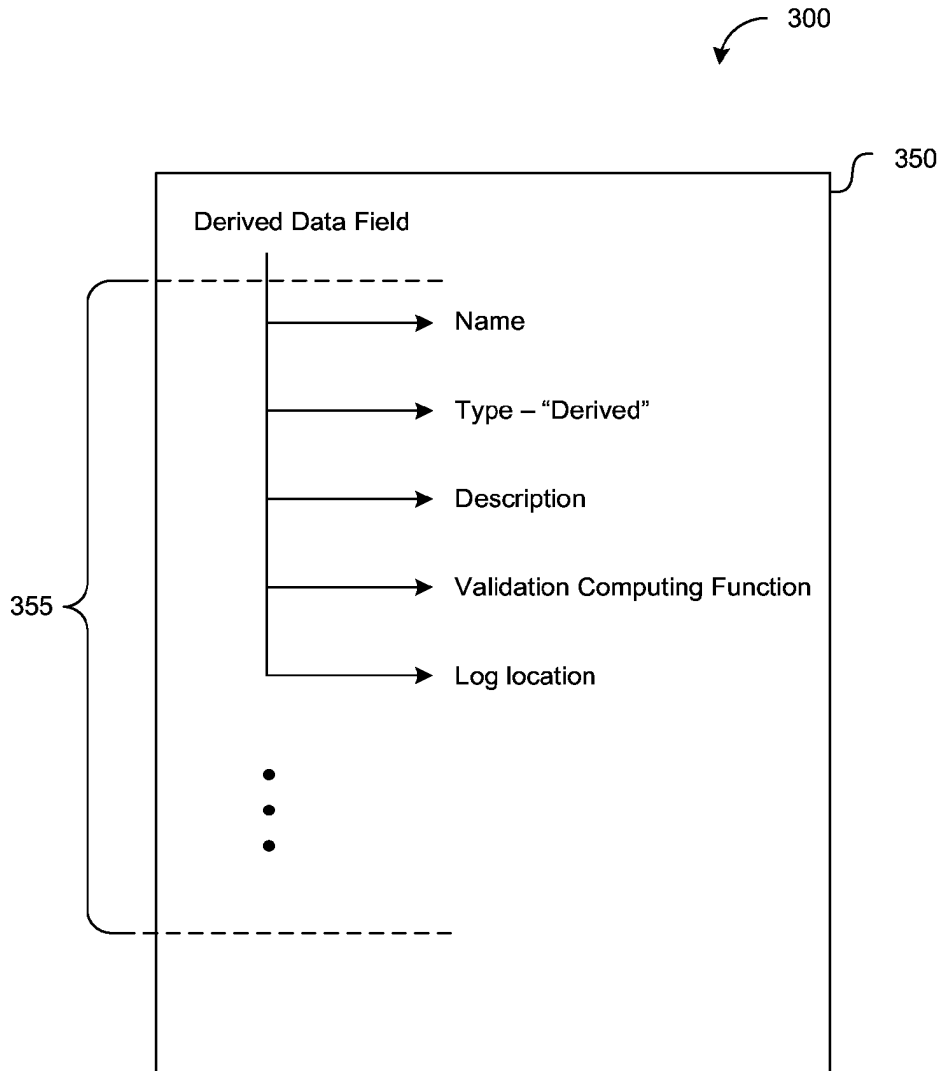 300
350
Derived Data Field
Name
Type – “Derived”
Description
Validation Computing Function
355
Log location